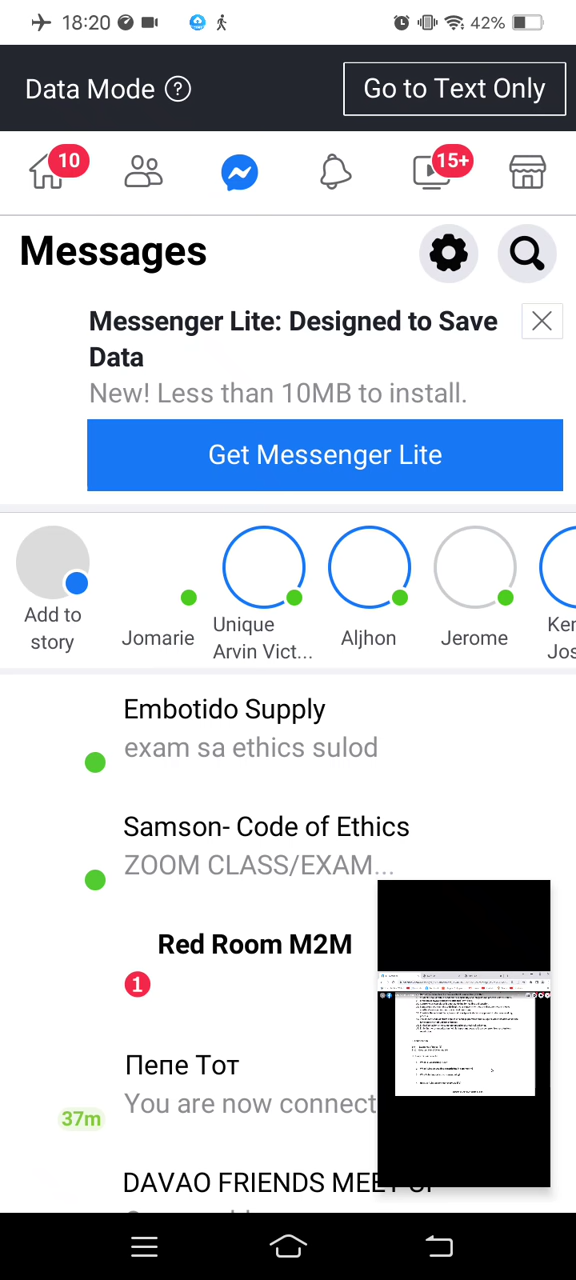 18:20
42%
Data Mode ?
Go to Text Only
10
15+
Messages
Messenger Lite: Designed to Save
Data
New! Less than 10MB to install.
Get Messenger Lite
Add to
story
Jomarie
Unique
Arvin Vict...
Aljhon
Jerome
Ken
Jos
Embotido Supply
exam sa ethics sulod
Samson- Code of Ethics
ZOOM CLASS/EXAM...
Red Room M2M
1
Пепе Тот
You are now connect
37m
DAVAO FRIENDS MEET UP